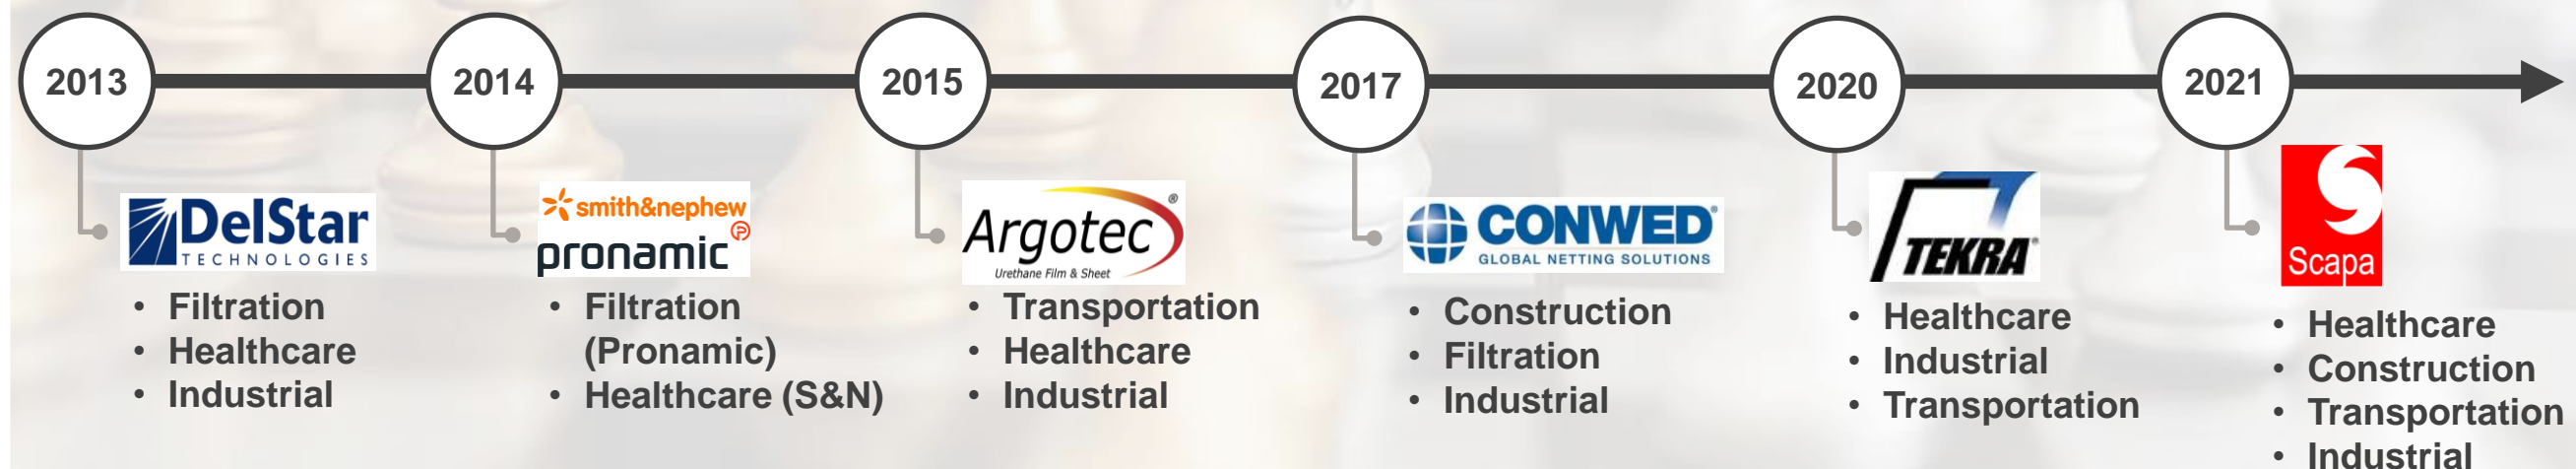 2013
2014
2015
2017
2020
2021
DelStar
TECHNOLOGIES
• Filtration
• Healthcare
• Industrial
smith&nephew
pronamic
• Filtration
(Pronamic)
• Healthcare (S&N)
Argotec®
Urethane Film & Sheet
• Transportation
• Healthcare
• Industrial
CONWED®
GLOBAL NETTING SOLUTIONS
• Construction
• Filtration
• Industrial
TEKRA®
• Healthcare
• Industrial
• Transportation
Scapa
• Healthcare
• Construction
• Transportation
• Industrial